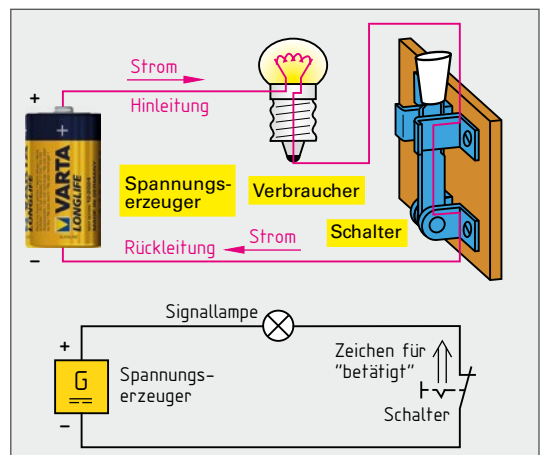 Strom
Hinleitung
+
+
VARTA
LONGLIFE
Spannungs-
erzeuger
Verbraucher
Schalter
Strom
Rückleitung
–
Signallampe
+
G
Spannungs-
erzeuger
–
Zeichen für
"betätigt"
Schalter